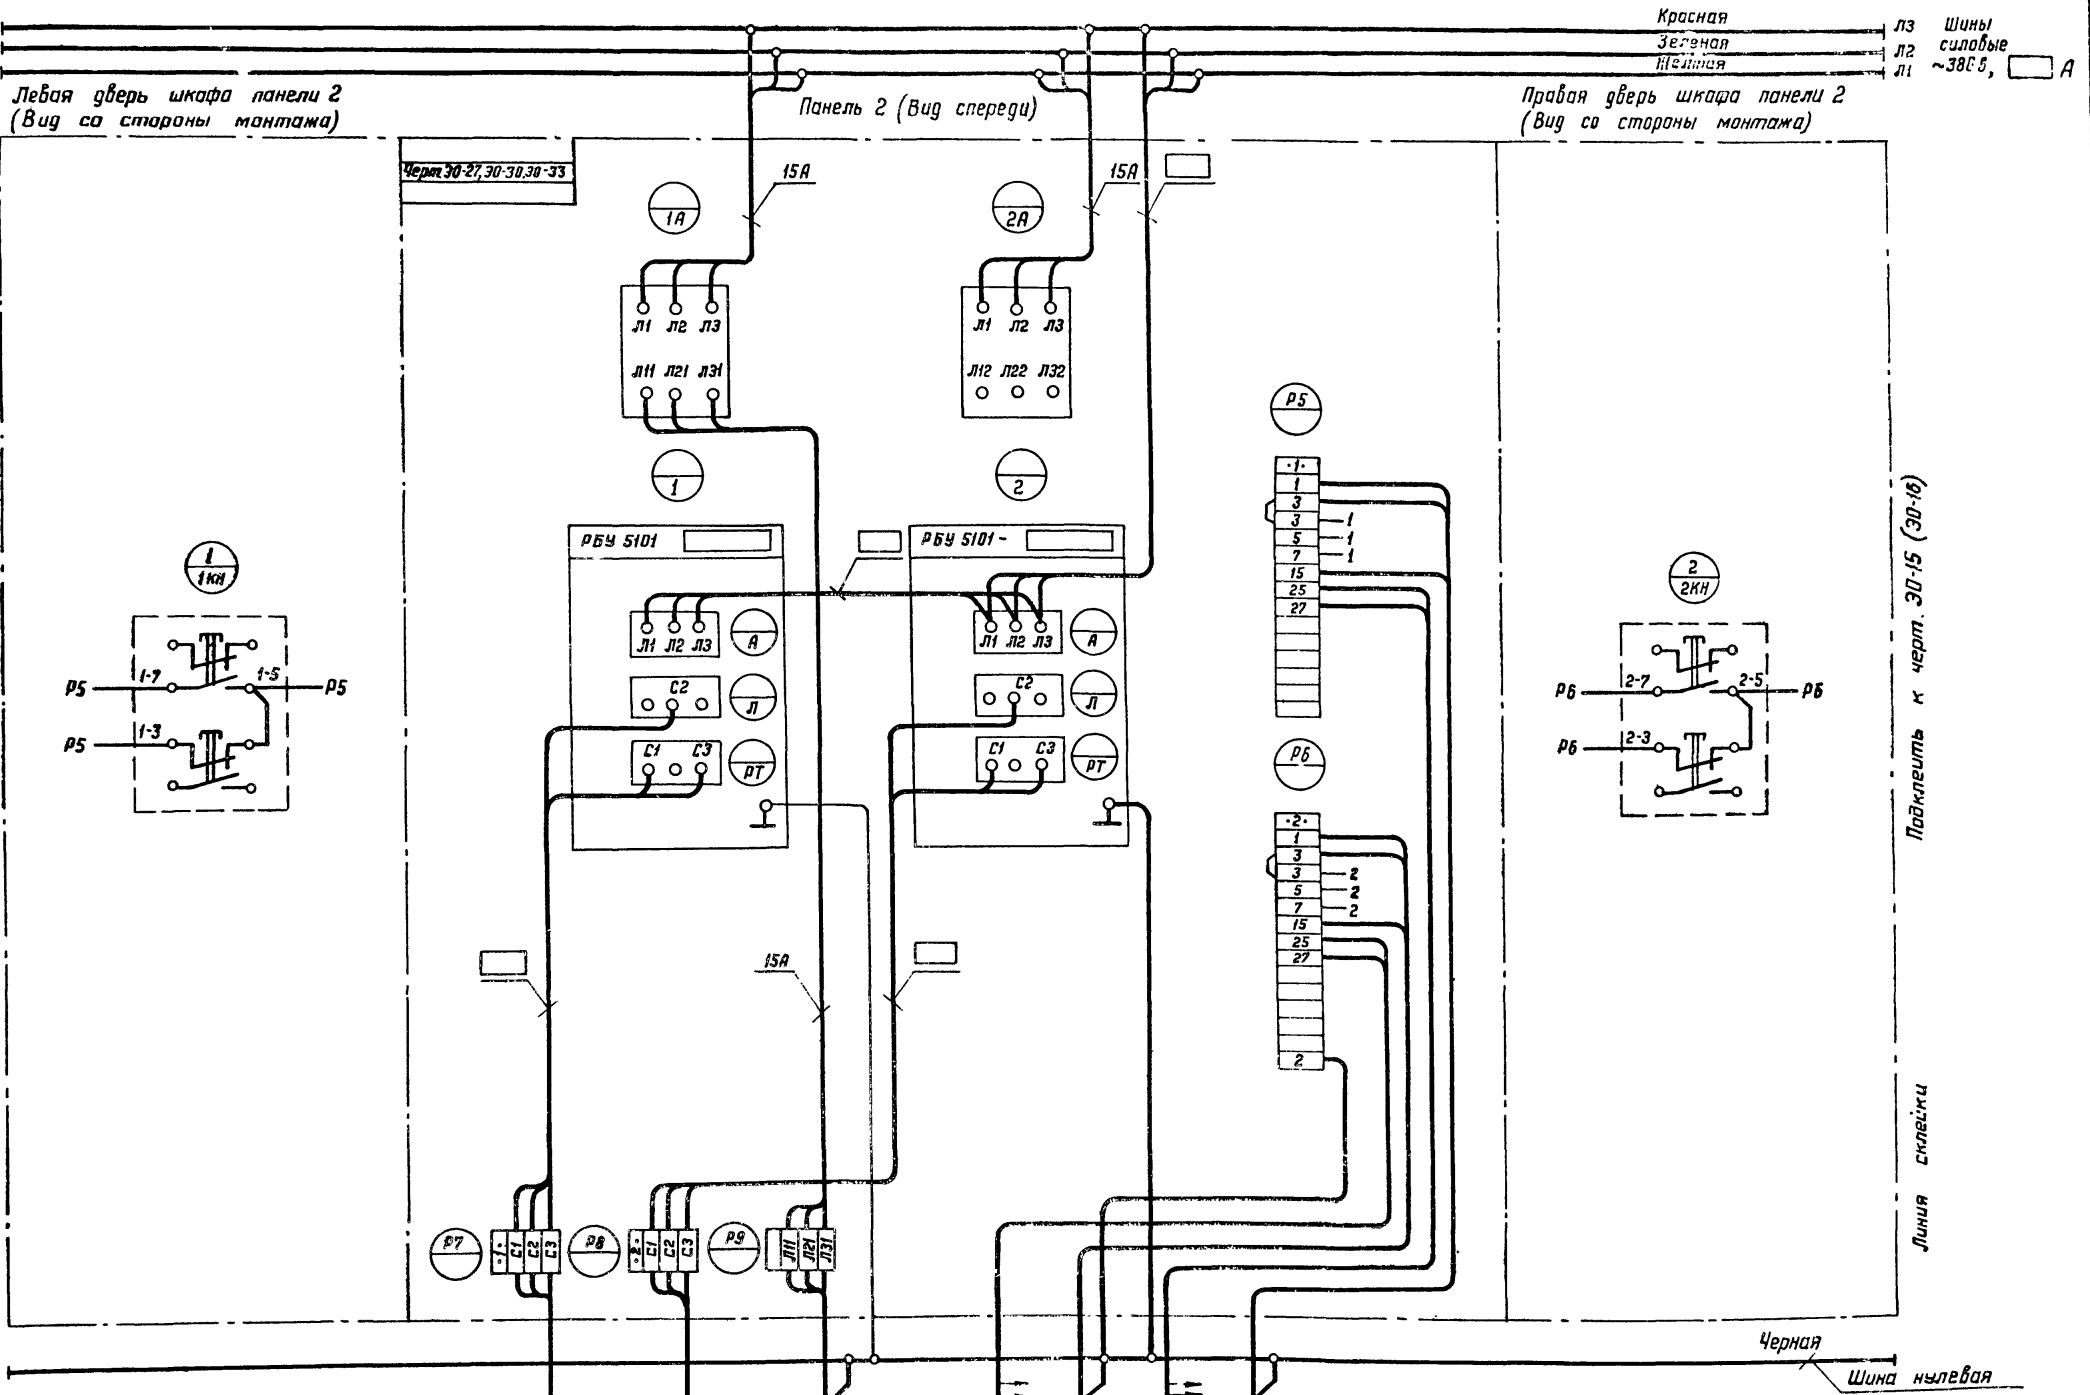 Красная
Зеленая
Желтая
Л3 Шины
Л2 силовые
Л1 ~380 В, А
Левая дверь шкафа панели 2
(Вид со стороны монтажа)
Панель 2 (Вид спереди)
Правая дверь шкафа панели 2
(Вид со стороны монтажа)
Черт. ЭО-27, ЭО-30, ЭО-33
15А
15А
1А
2А
Л1 Л2 Л3
Л11 Л21 Л31
Л1 Л2 Л3
Л12 Л22 Л32
1
2
РБУ 5101
РБУ 5101-
Л1 Л2 Л3
А
С2
Л
С1 С3
РТ
Л1 Л2 Л3
А
С2
Л
С1 С3
РТ
1
1КН
Р5
1-7
1-5
Р5
Р5
1-3
Р5
·1·
1
3
3 1
5 1
7 1
15
25
27
Р6
·2·
1
3
3 2
5 2
7 2
15
25
27
2
2
2КН
Р6
2-7
2-5
Р6
Р6
2-3
15А
Р7
·1· С1 С2 С3
Р8
·2· С1 С2 С3
Р9
Л11 Л21 Л31
Подклеить к черт. ЭО-15 (ЭО-16)
Линия склейки
Черная
Шина нулевая